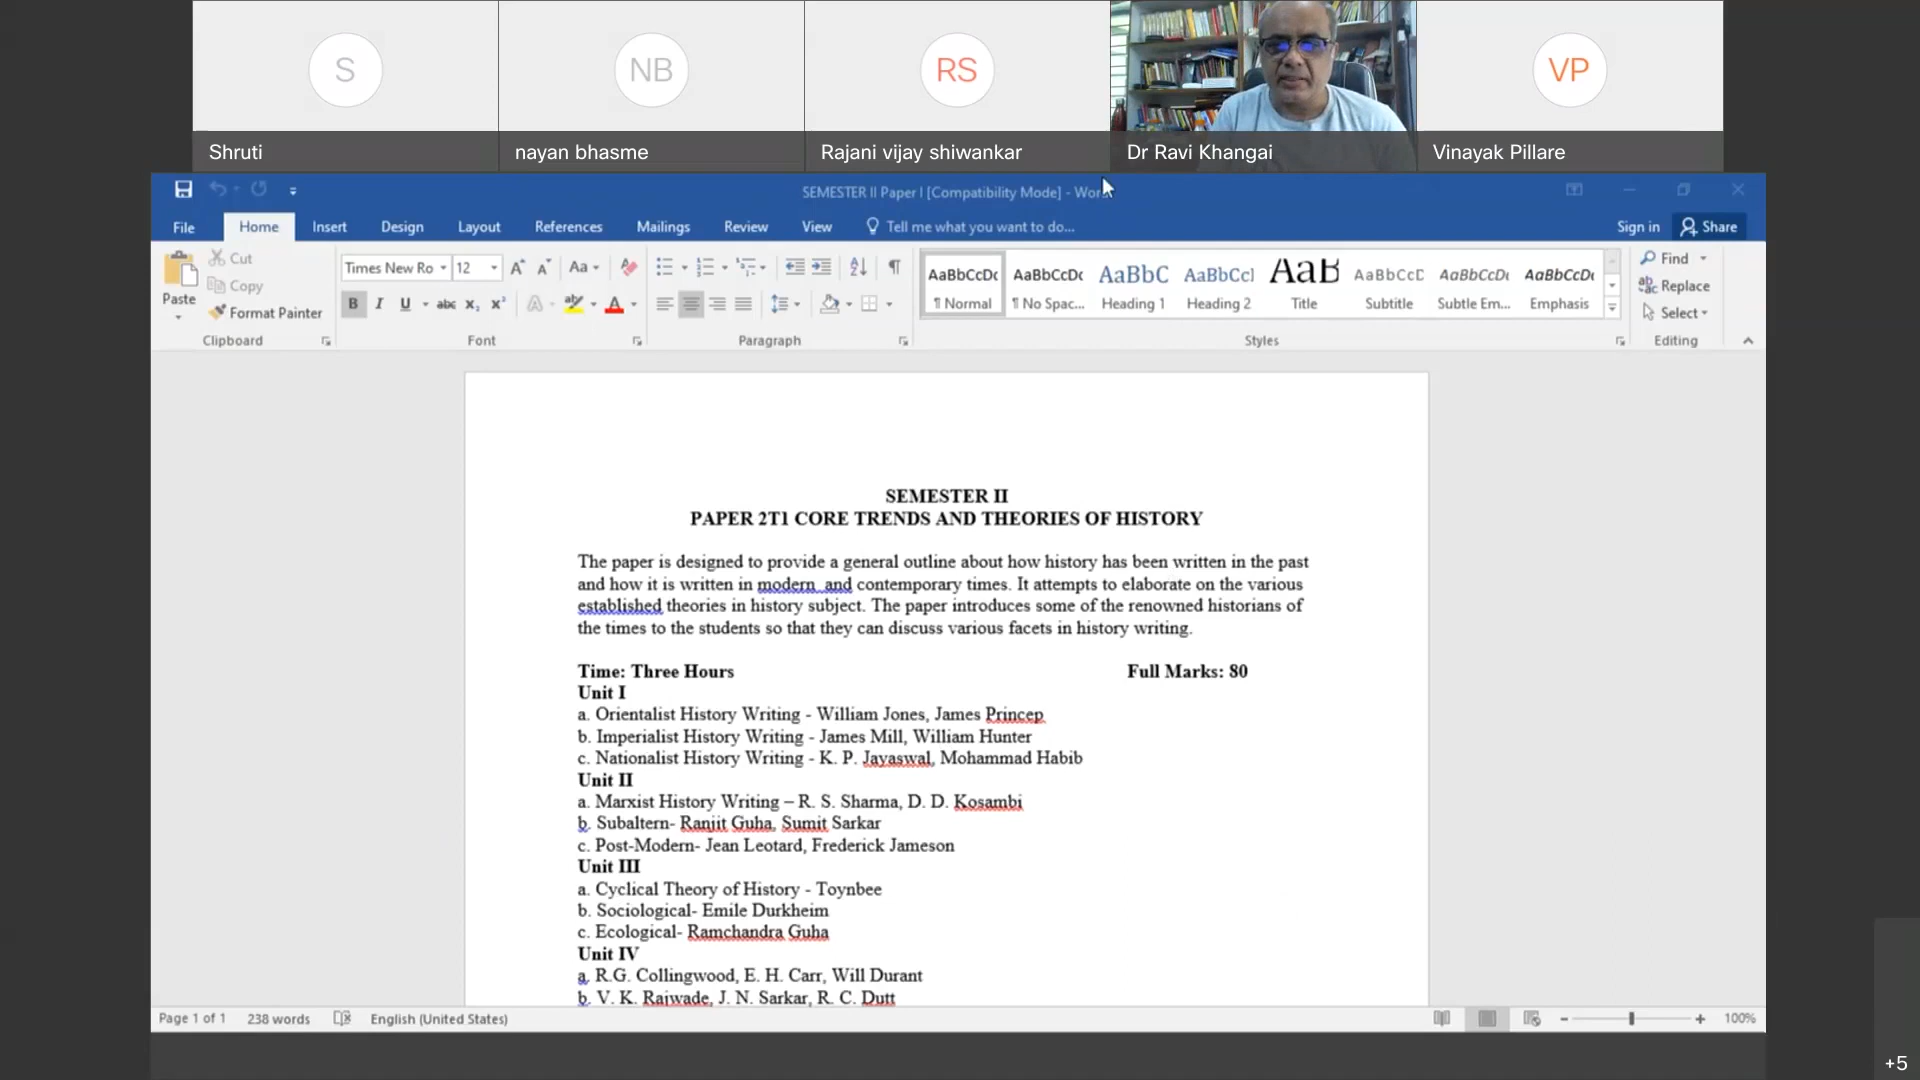 S
NB
RS
VP
Shruti
nayan bhasme
Rajani vijay shiwankar
Dr Ravi Khangai
Vinayak Pillare
SEMESTER II Paper I [Compatibility Mode] - Word
File
Home
Insert
Design
Layout
References
Mailings
Review
View
Tell me what you want to do...
Sign in
Share
Paste
Cut
Copy
Format Painter
Clipboard
Times New Ro
12
Font
Paragraph
AaBbCcDc
¶ Normal
AaBbCcDc
¶ No Spac...
AaBbC
Heading 1
AaBbCcI
Heading 2
AaB
Title
AaBbCcD
Subtitle
AaBbCcDc
Subtle Em...
AaBbCcDc
Emphasis
Styles
Find
Replace
Select
Editing
SEMESTER II
PAPER 2T1 CORE TRENDS AND THEORIES OF HISTORY
The paper is designed to provide a general outline about how history has been written in the past
and how it is written in modern  and contemporary times. It attempts to elaborate on the various
established theories in history subject. The paper introduces some of the renowned historians of
the times to the students so that they can discuss various facets in history writing.
Time: Three Hours Full Marks: 80
Unit I
a. Orientalist History Writing - William Jones, James Princep
b. Imperialist History Writing - James Mill, William Hunter
c. Nationalist History Writing - K. P. Jayaswal, Mohammad Habib
Unit II
a. Marxist History Writing – R. S. Sharma, D. D. Kosambi
b. Subaltern- Ranjit Guha, Sumit Sarkar
c. Post-Modern- Jean Leotard, Frederick Jameson
Unit III
a. Cyclical Theory of History - Toynbee
b. Sociological- Emile Durkheim
c. Ecological- Ramchandra Guha
Unit IV
a. R.G. Collingwood, E. H. Carr, Will Durant
b. V. K. Rajwade, J. N. Sarkar, R. C. Dutt
Page 1 of 1
238 words
English (United States)
100%
+5